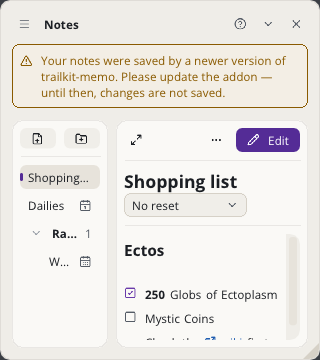 Notes
Your notes were saved by a newer version of
trailkit-memo. Please update the addon —
until then, changes are not saved.
Edit
Shopping...
Dailies
Ra... 1
W...
Shopping list
No reset
Ectos
250 Globs of Ectoplasm
Mystic Coins